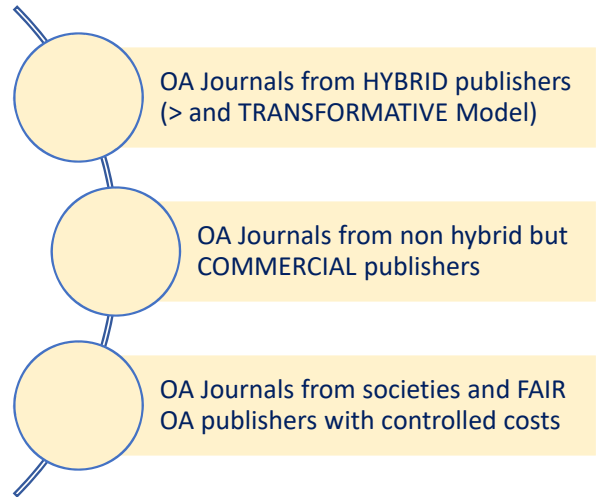 OA Journals from HYBRID publishers
(> and TRANSFORMATIVE Model)
OA Journals from non hybrid but
COMMERCIAL publishers
OA Journals from societies and FAIR
OA publishers with controlled costs